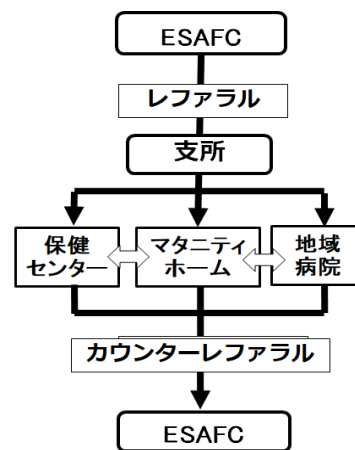 ESAFC
レファラル
支所
保健
センター
マタニティ
ホーム
地域
病院
カウンターレファラル
ESAFC